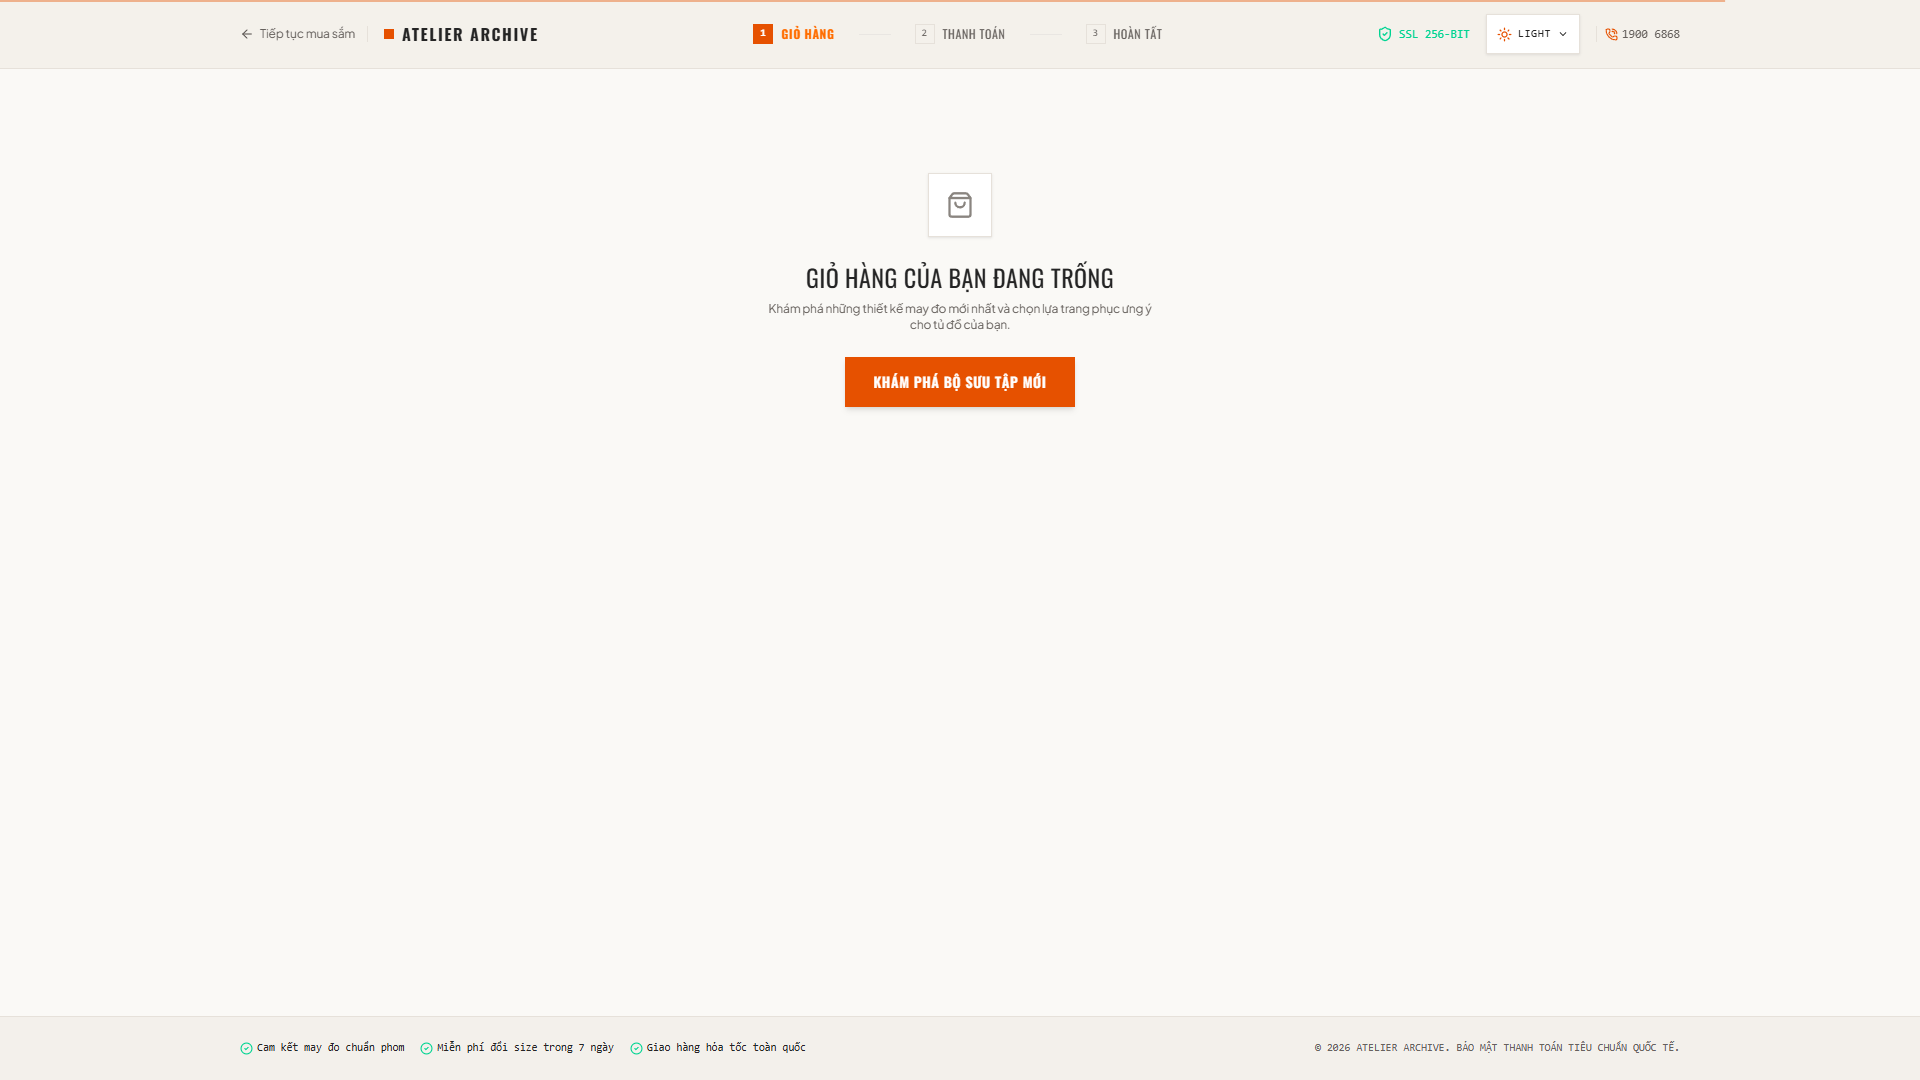 Tiếp tục mua sắm
ATELIER ARCHIVE
1 GIỎ HÀNG
2 THANH TOÁN
3 HOÀN TẤT
SSL 256-BIT
LIGHT
1900 6868
GIỎ HÀNG CỦA BẠN ĐANG TRỐNG
Khám phá những thiết kế may đo mới nhất và chọn lựa trang phục ưng ý
cho tủ đồ của bạn.
KHÁM PHÁ BỘ SƯU TẬP MỚI
Cam kết may đo chuẩn phom
Miễn phí đổi size trong 7 ngày
Giao hàng hỏa tốc toàn quốc
© 2026 ATELIER ARCHIVE. BẢO MẬT THANH TOÁN TIÊU CHUẨN QUỐC TẾ.